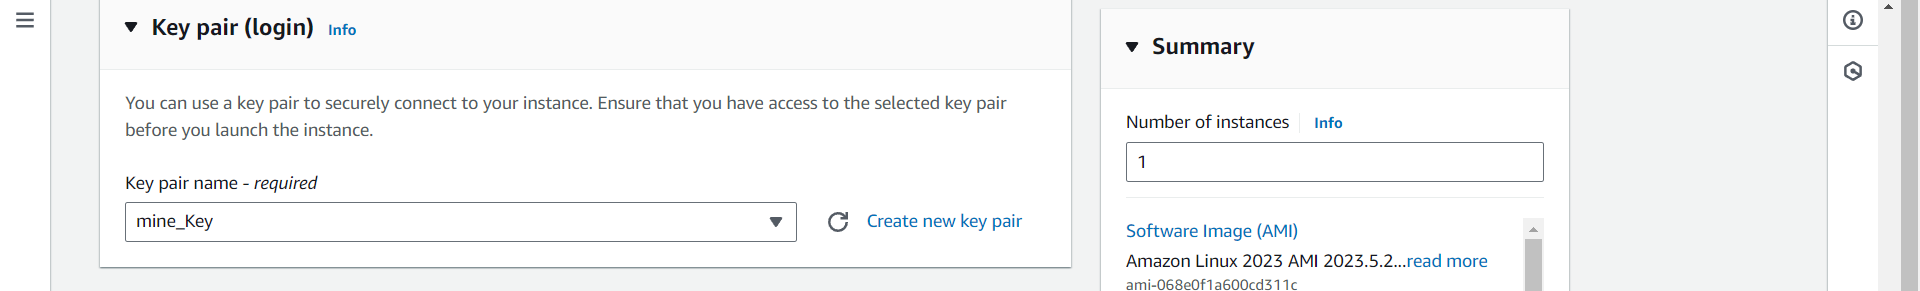 Key pair (login) Info
You can use a key pair to securely connect to your instance. Ensure that you have access to the selected key pair
before you launch the instance.
Key pair name - required
mine_Key
Create new key pair
Summary
Number of instances Info
1
Software Image (AMI)
Amazon Linux 2023 AMI 2023.5.2...read more
ami-068e0f1a600cd311c